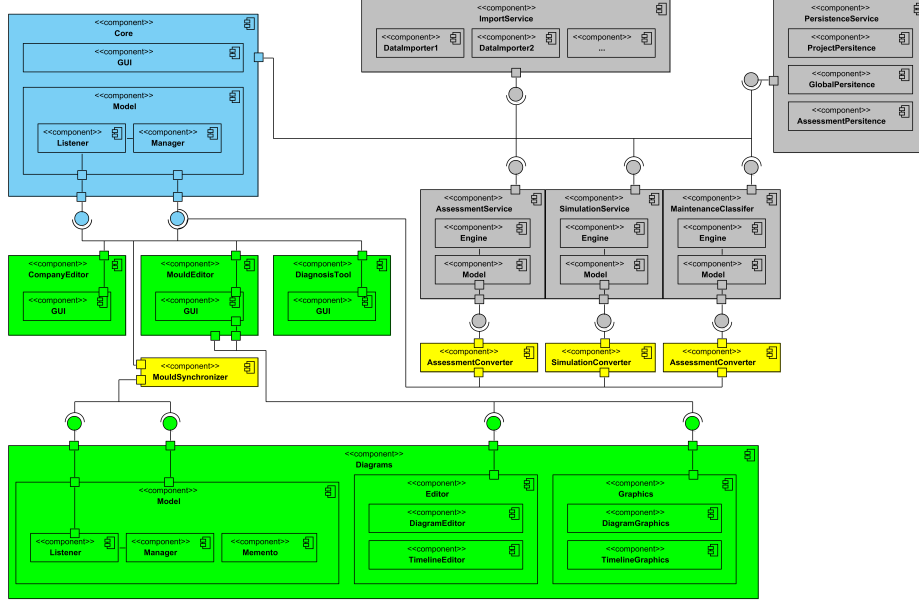 <<component>>
Core
<<component>>
GUI
<<component>>
Model
<<component>>
Listener
<<component>>
Manager
<<component>>
ImportService
<<component>>
DataImporter1
<<component>>
DataImporter2
<<component>>
...
<<component>>
PersistenceService
<<component>>
ProjectPersitence
<<component>>
GlobalPersitence
<<component>>
AssessmentPersitence
<<component>>
AssessmentService
<<component>>
Engine
<<component>>
Model
<<component>>
SimulationService
<<component>>
Engine
<<component>>
Model
<<component>>
MaintenanceClassifer
<<component>>
Engine
<<component>>
Model
<<component>>
CompanyEditor
<<component>>
GUI
<<component>>
MouldEditor
<<component>>
GUI
<<component>>
DiagnosisTool
<<component>>
GUI
<<component>>
MouldSynchronizer
<<component>>
AssessmentConverter
<<component>>
SimulationConverter
<<component>>
AssessmentConverter
<<component>>
Diagrams
<<component>>
Model
<<component>>
Listener
<<component>>
Manager
<<component>>
Memento
<<component>>
Editor
<<component>>
DiagramEditor
<<component>>
TimelineEditor
<<component>>
Graphics
<<component>>
DiagramGraphics
<<component>>
TimelineGraphics